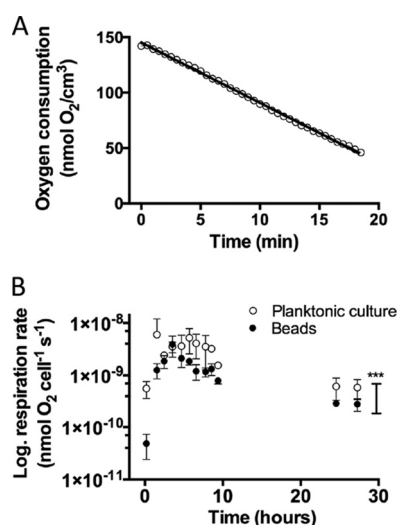 A
Oxygen consumption
(nmol O₂/cm³)
150
100
50
0
0 5 10 15 20
Time (min)
B
Log. respiration rate
(nmol O₂ cell⁻¹ s⁻¹)
Planktonic culture
Beads
1×10⁻⁸
1×10⁻⁹
1×10⁻¹⁰
1×10⁻¹¹
***
0 10 20 30
Time (hours)